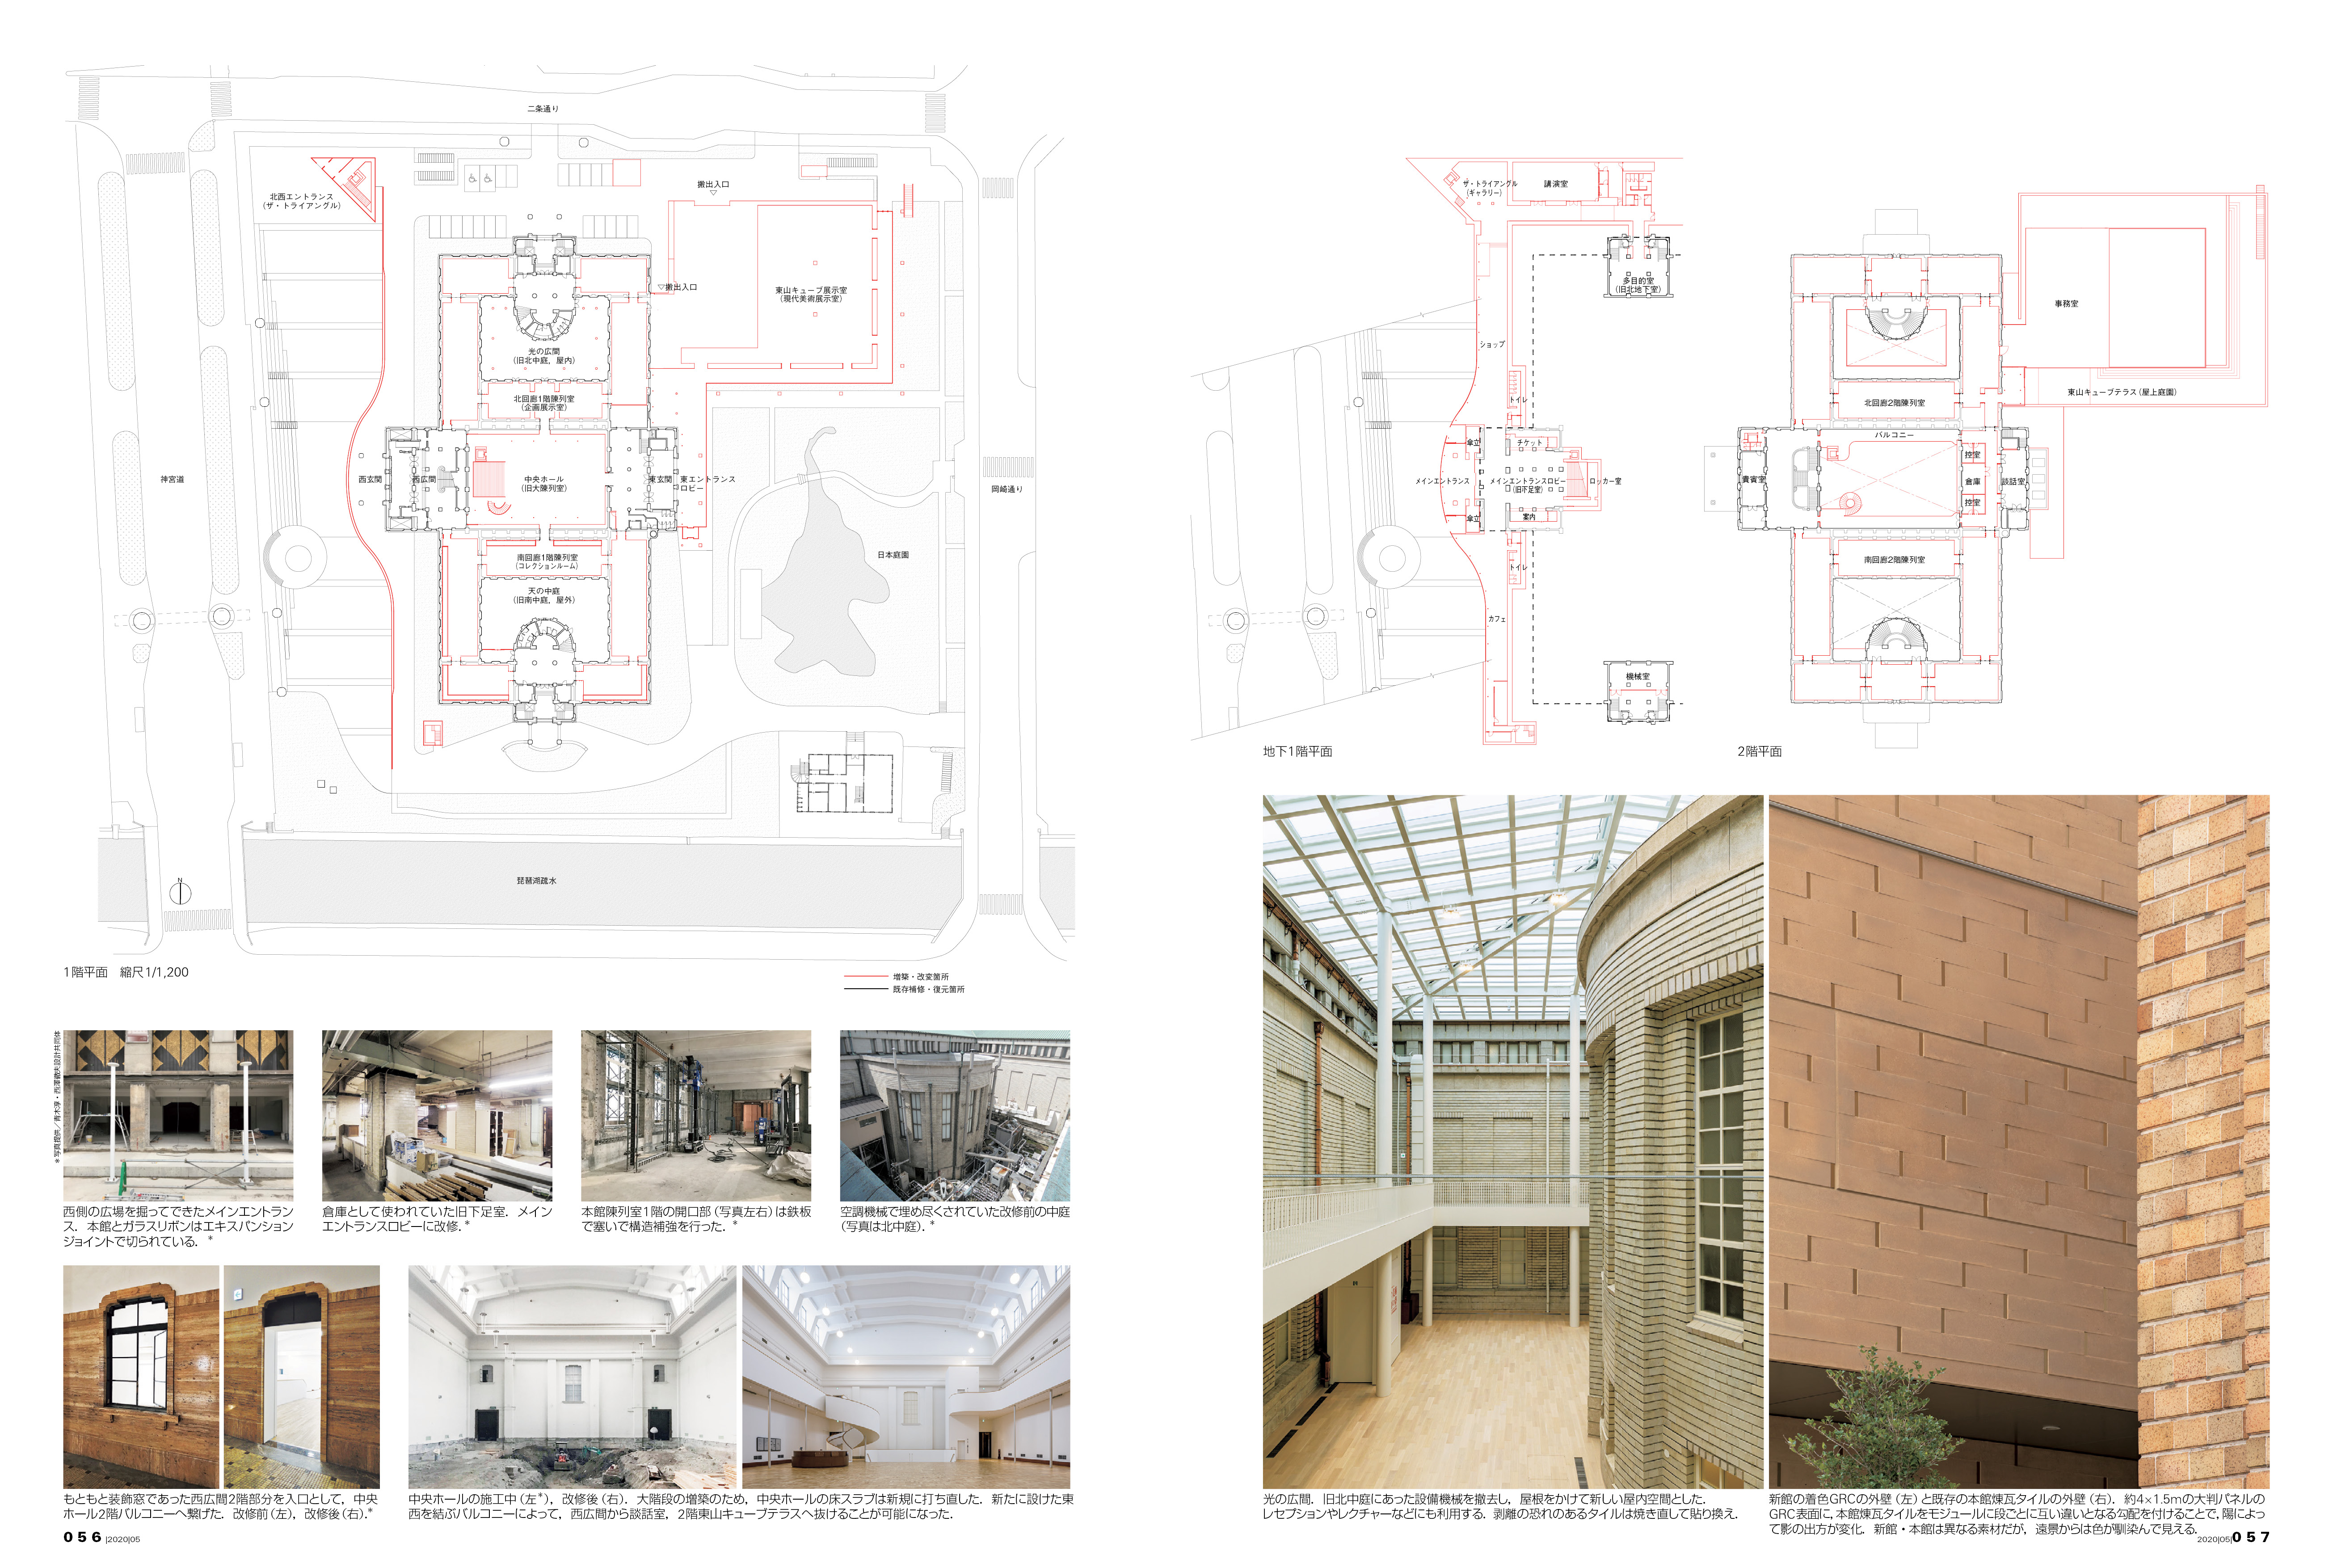 二条通り
北西エントランス
（ザ・トライアングル）
搬出入口
▽搬出入口
東山キューブ展示室
（現代美術展示室）
光の広間
（旧北中庭，屋内）
北回廊1階陳列室
（企画展示室）
神宮道
西玄関
西広間
中央ホール
（旧大陳列室）
東玄関
東エントランス
ロビー
岡崎通り
南回廊1階陳列室
（コレクションルーム）
日本庭園
天の中庭
（旧南中庭，屋外）
琵琶湖疏水
N
1階平面　縮尺1/1,200
増築・改変箇所
既存補修・復元箇所
ザ・トライアングル
（ギャラリー）
講演室
多目的室
（旧北地下室）
ショップ
トイレ
傘立
チケット
メインエントランス
メインエントランスロビー
（旧下足室）
ロッカー室
傘立
案内
トイレ
カフェ
機械室
地下1階平面
事務室
東山キューブテラス（屋上庭園）
北回廊2階陳列室
バルコニー
貴賓室
控室
倉庫
控室
談話室
南回廊2階陳列室
2階平面
＊写真提供／青木淳・西澤徹夫設計共同体
西側の広場を掘ってできたメインエントラン
ス．本館とガラスリボンはエキスパンション
ジョイントで切られている．＊
倉庫として使われていた旧下足室．メイン
エントランスロビーに改修．＊
本館陳列室1階の開口部（写真左右）は鉄板
で塞いで構造補強を行った．＊
空調機械で埋め尽くされていた改修前の中庭
（写真は北中庭）．＊
もともと装飾窓であった西広間2階部分を入口として，中央
ホール2階バルコニーへ繋げた．改修前（左），改修後（右）．＊
中央ホールの施工中（左＊），改修後（右）．大階段の増築のため，中央ホールの床スラブは新規に打ち直した．新たに設けた東
西を結ぶバルコニーによって，西広間から談話室，2階東山キューブテラスへ抜けることが可能になった．
光の広間．旧北中庭にあった設備機械を撤去し，屋根をかけて新しい屋内空間とした．
レセプションやレクチャーなどにも利用する．剥離の恐れのあるタイルは焼き直して貼り換え．
新館の着色GRCの外壁（左）と既存の本館煉瓦タイルの外壁（右）．約4×1.5mの大判パネルの
GRC表面に，本館煉瓦タイルをモジュールに段ごとに互い違いとなる勾配を付けることで，陽によっ
て影の出方が変化．新館・本館は異なる素材だが，遠景からは色が馴染んで見える．
056 |2020|05
2020|05|057